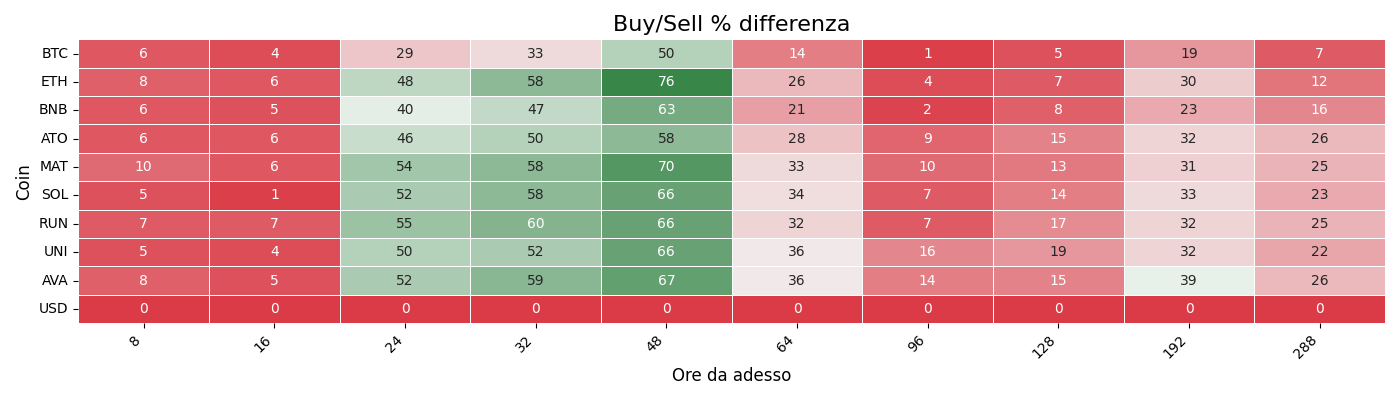 Buy/Sell % differenza
Coin
BTC 6 4 29 33 50 14 1 5 19 7
ETH 8 6 48 58 76 26 4 7 30 12
BNB 6 5 40 47 63 21 2 8 23 16
ATO 6 6 46 50 58 28 9 15 32 26
MAT 10 6 54 58 70 33 10 13 31 25
SOL 5 1 52 58 66 34 7 14 33 23
RUN 7 7 55 60 66 32 7 17 32 25
UNI 5 4 50 52 66 36 16 19 32 22
AVA 8 5 52 59 67 36 14 15 39 26
USD 0 0 0 0 0 0 0 0 0 0
8 16 24 32 48 64 96 128 192 288
Ore da adesso